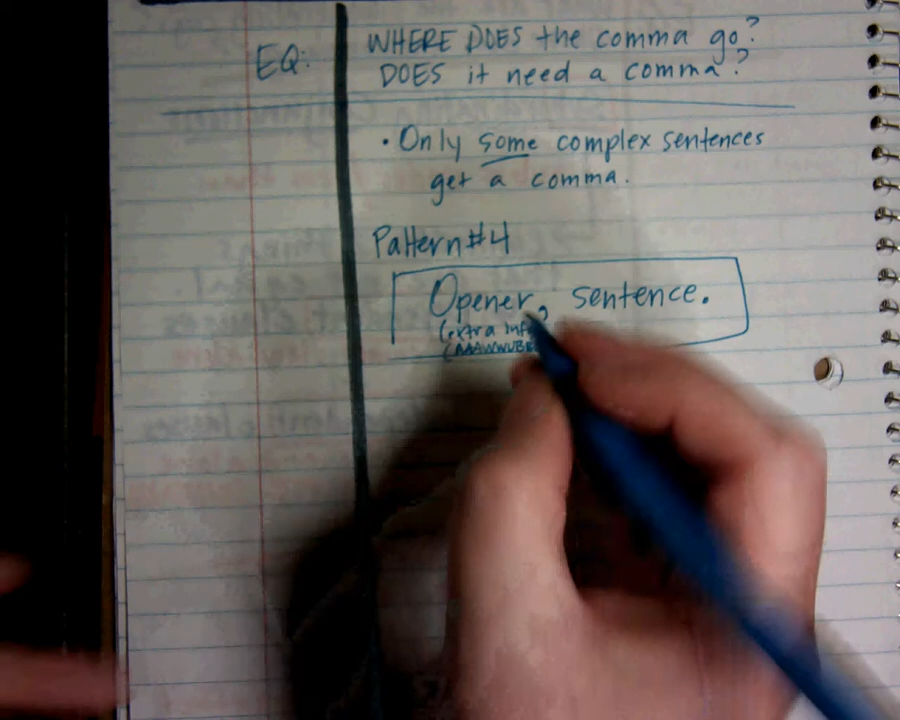 EQ: WHERE DOES the comma go?
DOES it need a comma?
• Only some complex sentences
get a comma.
Pattern #4
Opener, sentence.
(extra
(AAAWWUBB